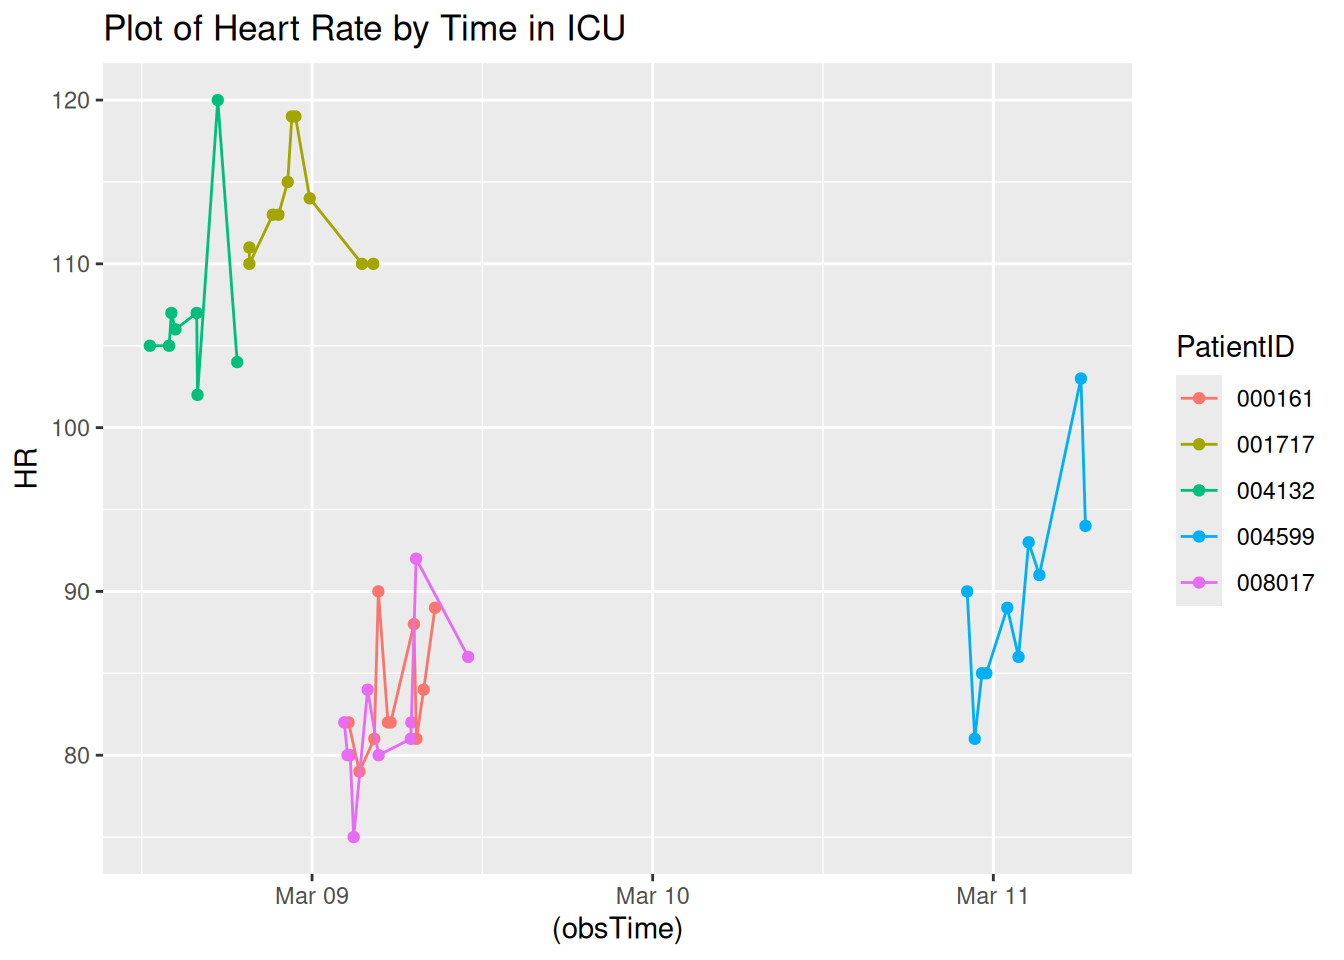 Plot of Heart Rate by Time in ICU
120
110
100
90
80
HR
Mar 09
Mar 10
Mar 11
(obsTime)
PatientID
000161
001717
004132
004599
008017